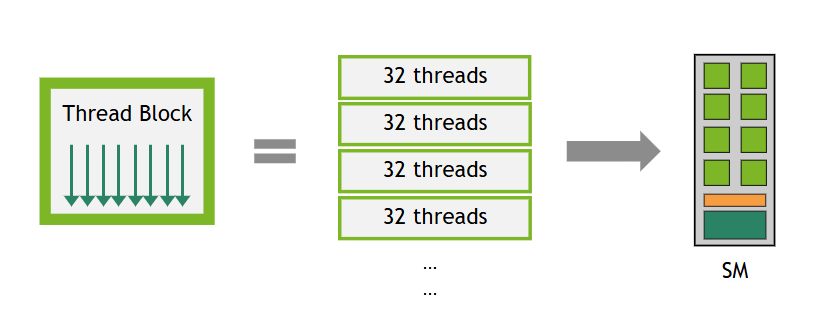 Thread Block
=
32 threads
32 threads
32 threads
32 threads
...
...
SM